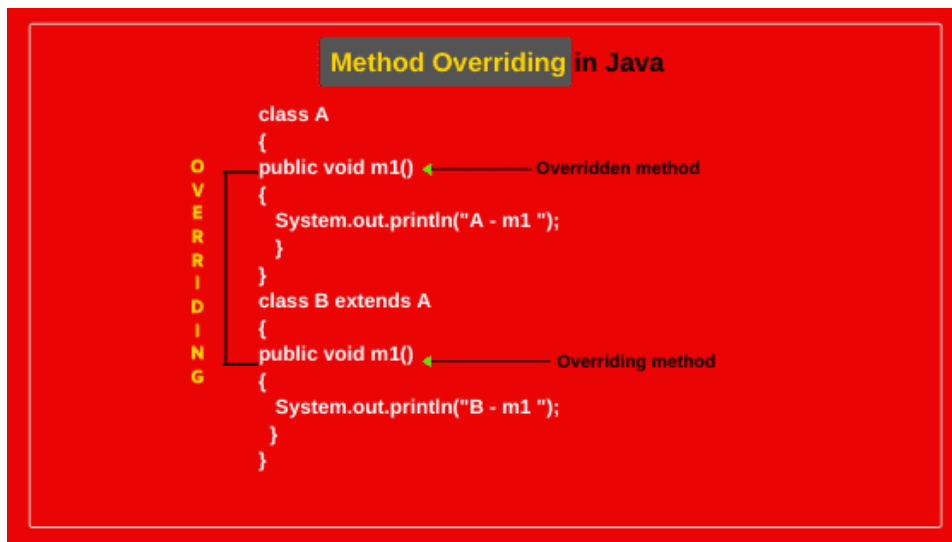 Method Overriding in Java
class A
{
public void m1()
Overridden method
{
System.out.println("A - m1 ");
}
}
class B extends A
{
public void m1()
Overriding method
{
System.out.println("B - m1 ");
}
}
OVERRIDING